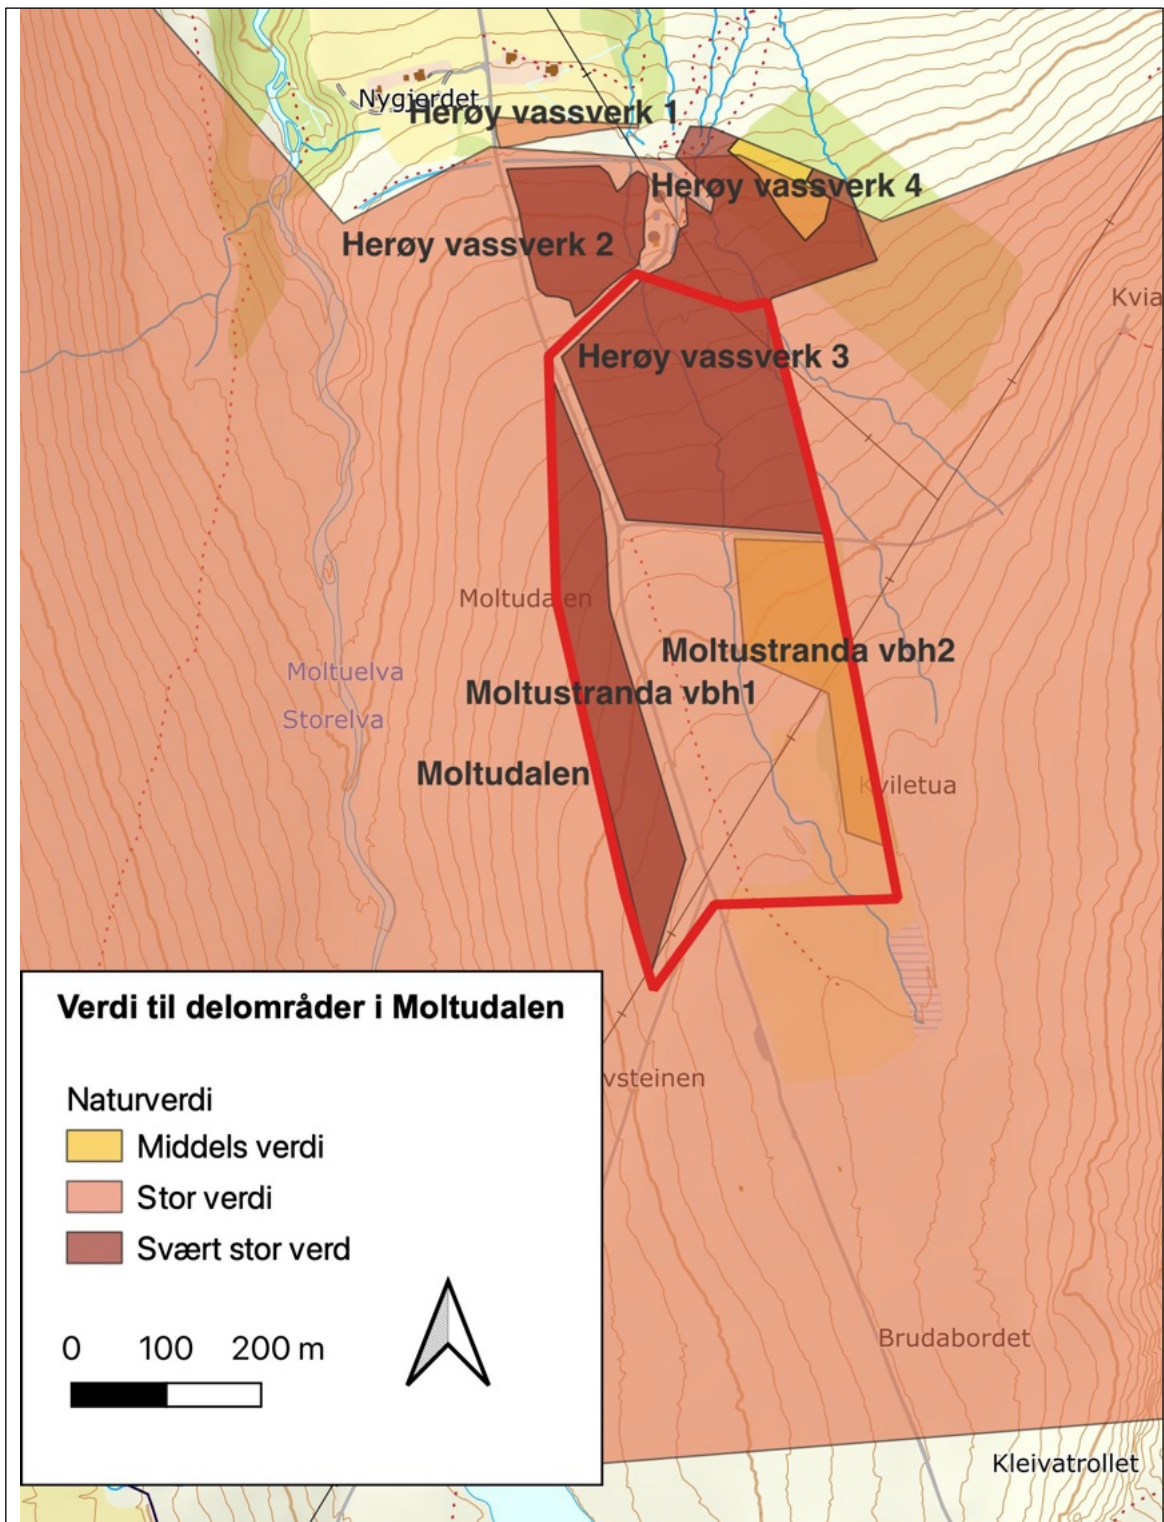 Nygjerdet
Herøy vassverk 1
Herøy vassverk 4
Herøy vassverk 2
Kvia
Herøy vassverk 3
Moltudalen
Moltustranda vbh2
Moltuelva
Moltustranda vbh1
Storelva
Moltudalen
Kviletua
Verdi til delområder i Moltudalen
vsteinen
Naturverdi
Middels verdi
Stor verdi
Svært stor verd
0 100 200 m
Brudabordet
Kleivatrollet